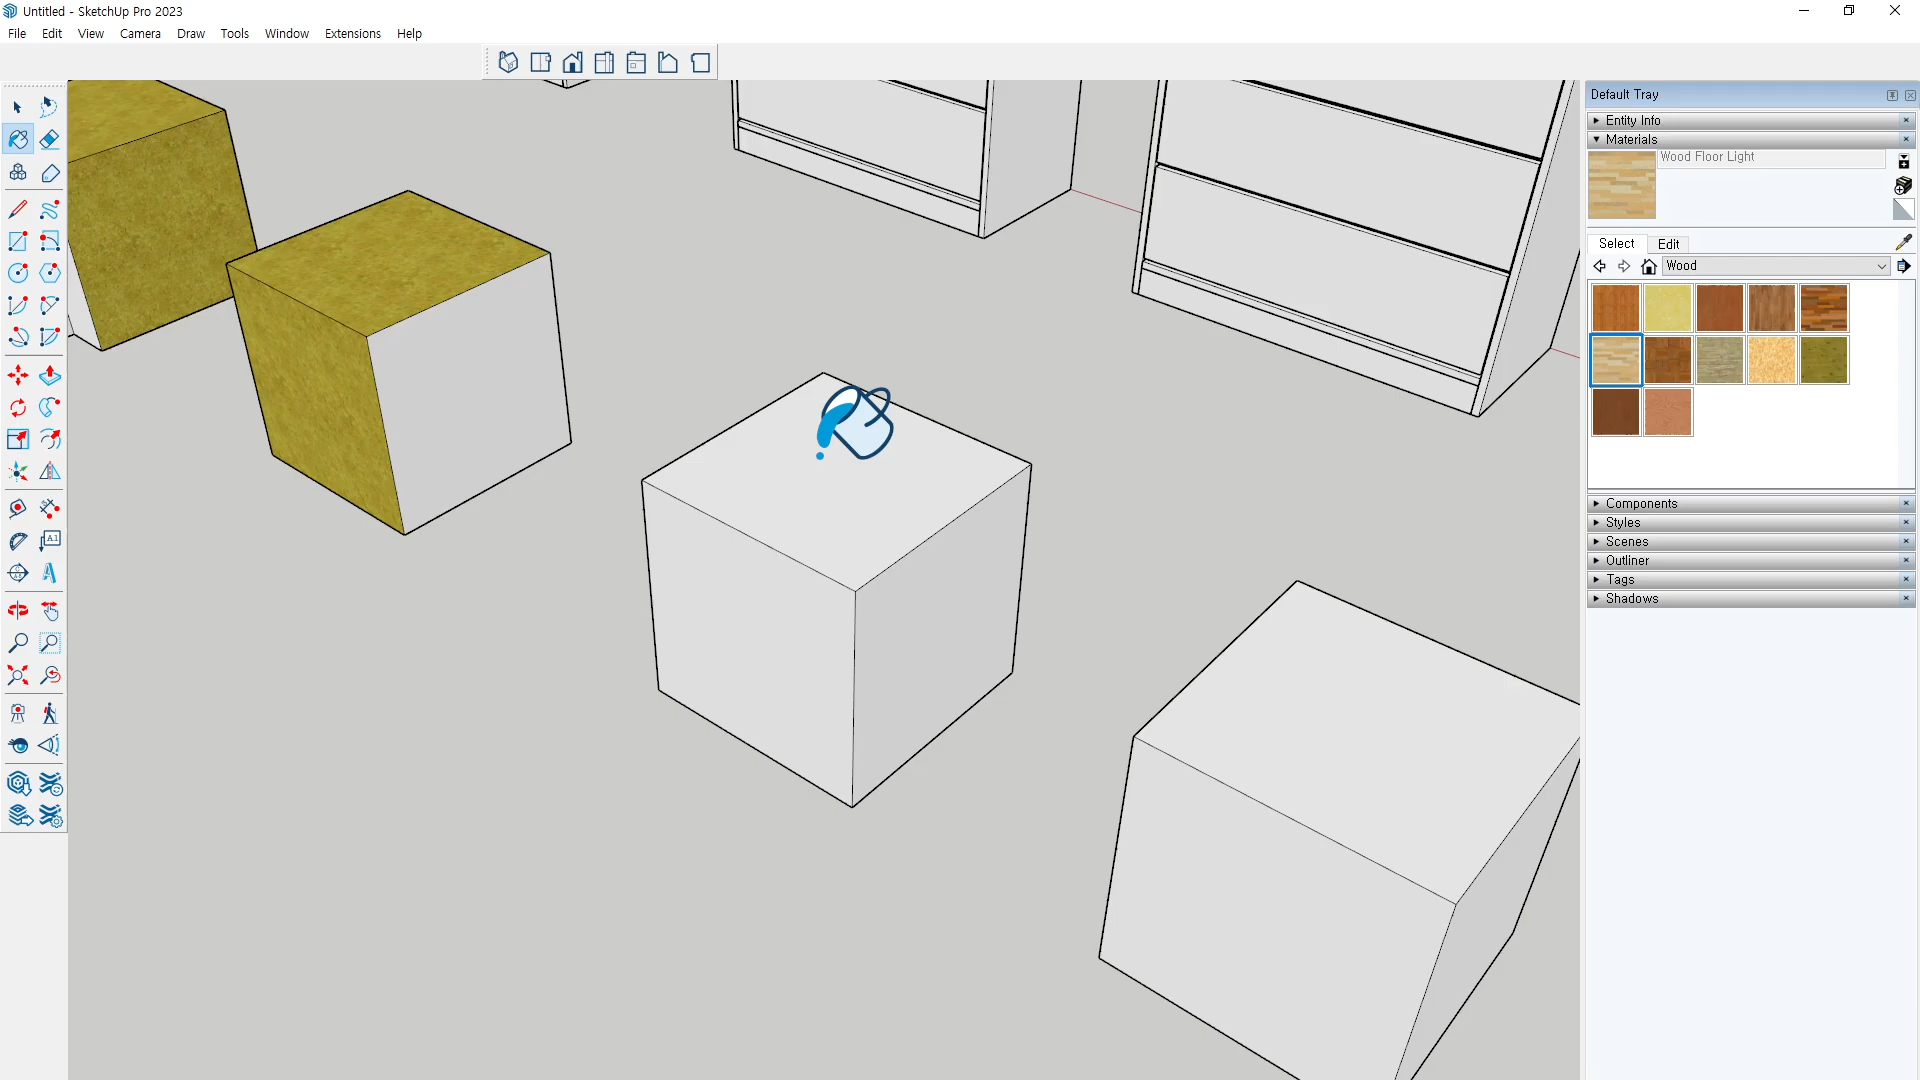 Untitled - SketchUp Pro 2023
File Edit View Camera Draw Tools Window Extensions Help
Default Tray
Entity Info
Materials
Wood Floor Light
Select Edit
Wood
Components
Styles
Scenes
Outliner
Tags
Shadows
A1